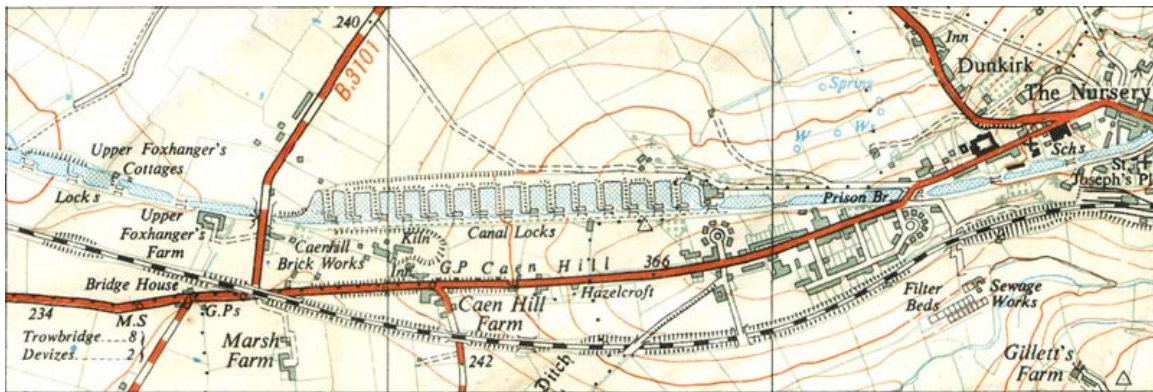 240
B.3101
Inn
Dunkirk
Spring
The Nursery
W
W
Schs
St.
Joseph's Pl
Upper Foxhanger's
Cottages
Locks
Upper
Foxhanger's
Farm
Prison Br.
Caenhill
Brick Works
Kiln
Canal Locks
Inn
G.P
Caen Hill
366
Hazelcroft
Bridge House
234
M.S
G.Ps
Trowbridge 8
Devizes 2
Marsh
Farm
Caen Hill
Farm
242
Ditch
Filter
Beds
Sewage
Works
Gillett's
Farm